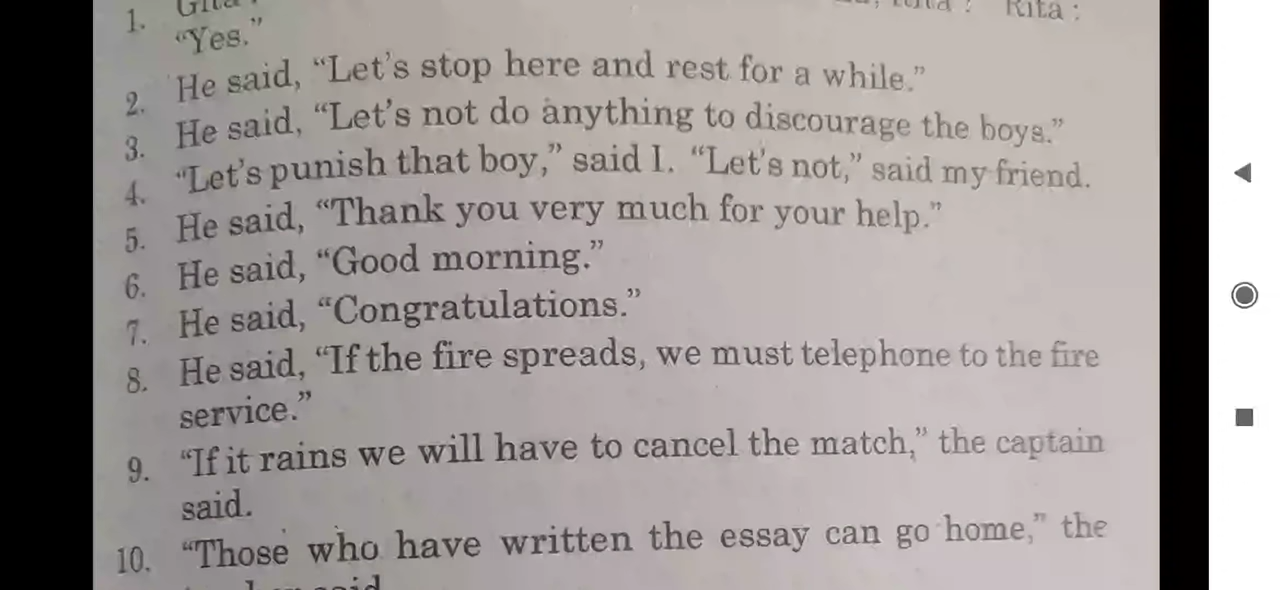 1. Gita :
Rita : Rita :
"Yes."
2. He said, "Let's stop here and rest for a while."
3. He said, "Let's not do anything to discourage the boys."
4. "Let's punish that boy," said I. "Let's not," said my friend.
5. He said, "Thank you very much for your help."
6. He said, "Good morning."
7. He said, "Congratulations."
8. He said, "If the fire spreads, we must telephone to the fire
service."
9. "If it rains we will have to cancel the match," the captain
said.
10. "Those who have written the essay can go home," the
said